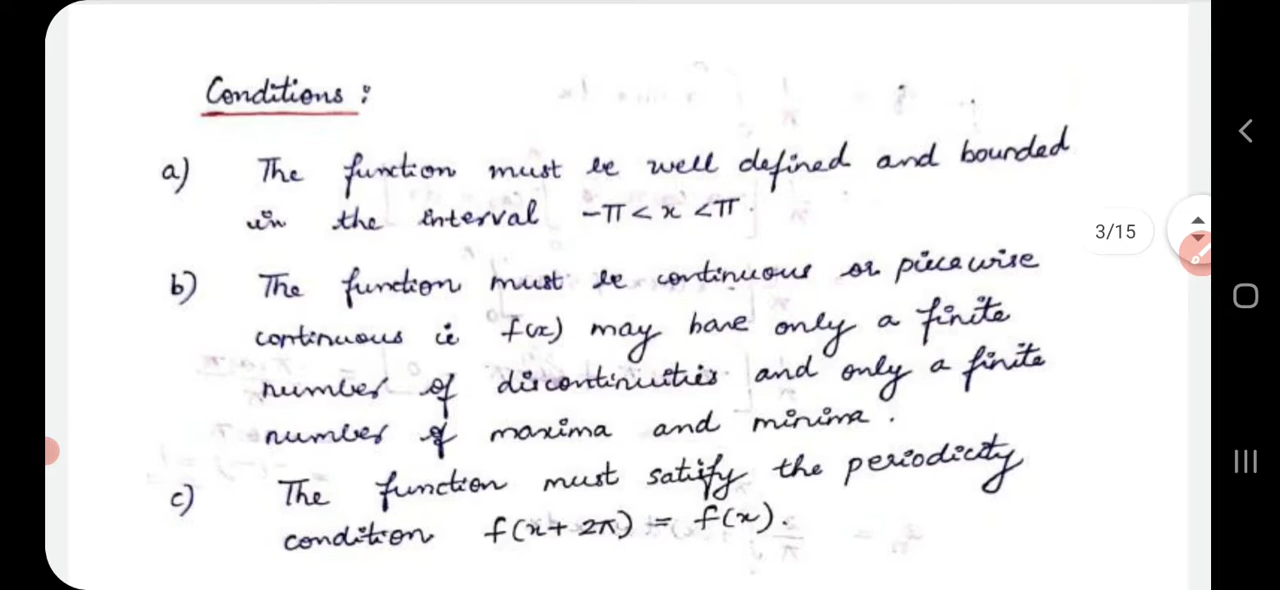 Conditions :
a) The function must be well defined and bounded
in the interval -π < x < π.
b) The function must be continuous or piecewise
continuous ie f(x) may have only a finite
number of discontinuities and only a finite
number of maxima and minima.
c) The function must satify the periodicity
condition f(x + 2π) = f(x).
3/15